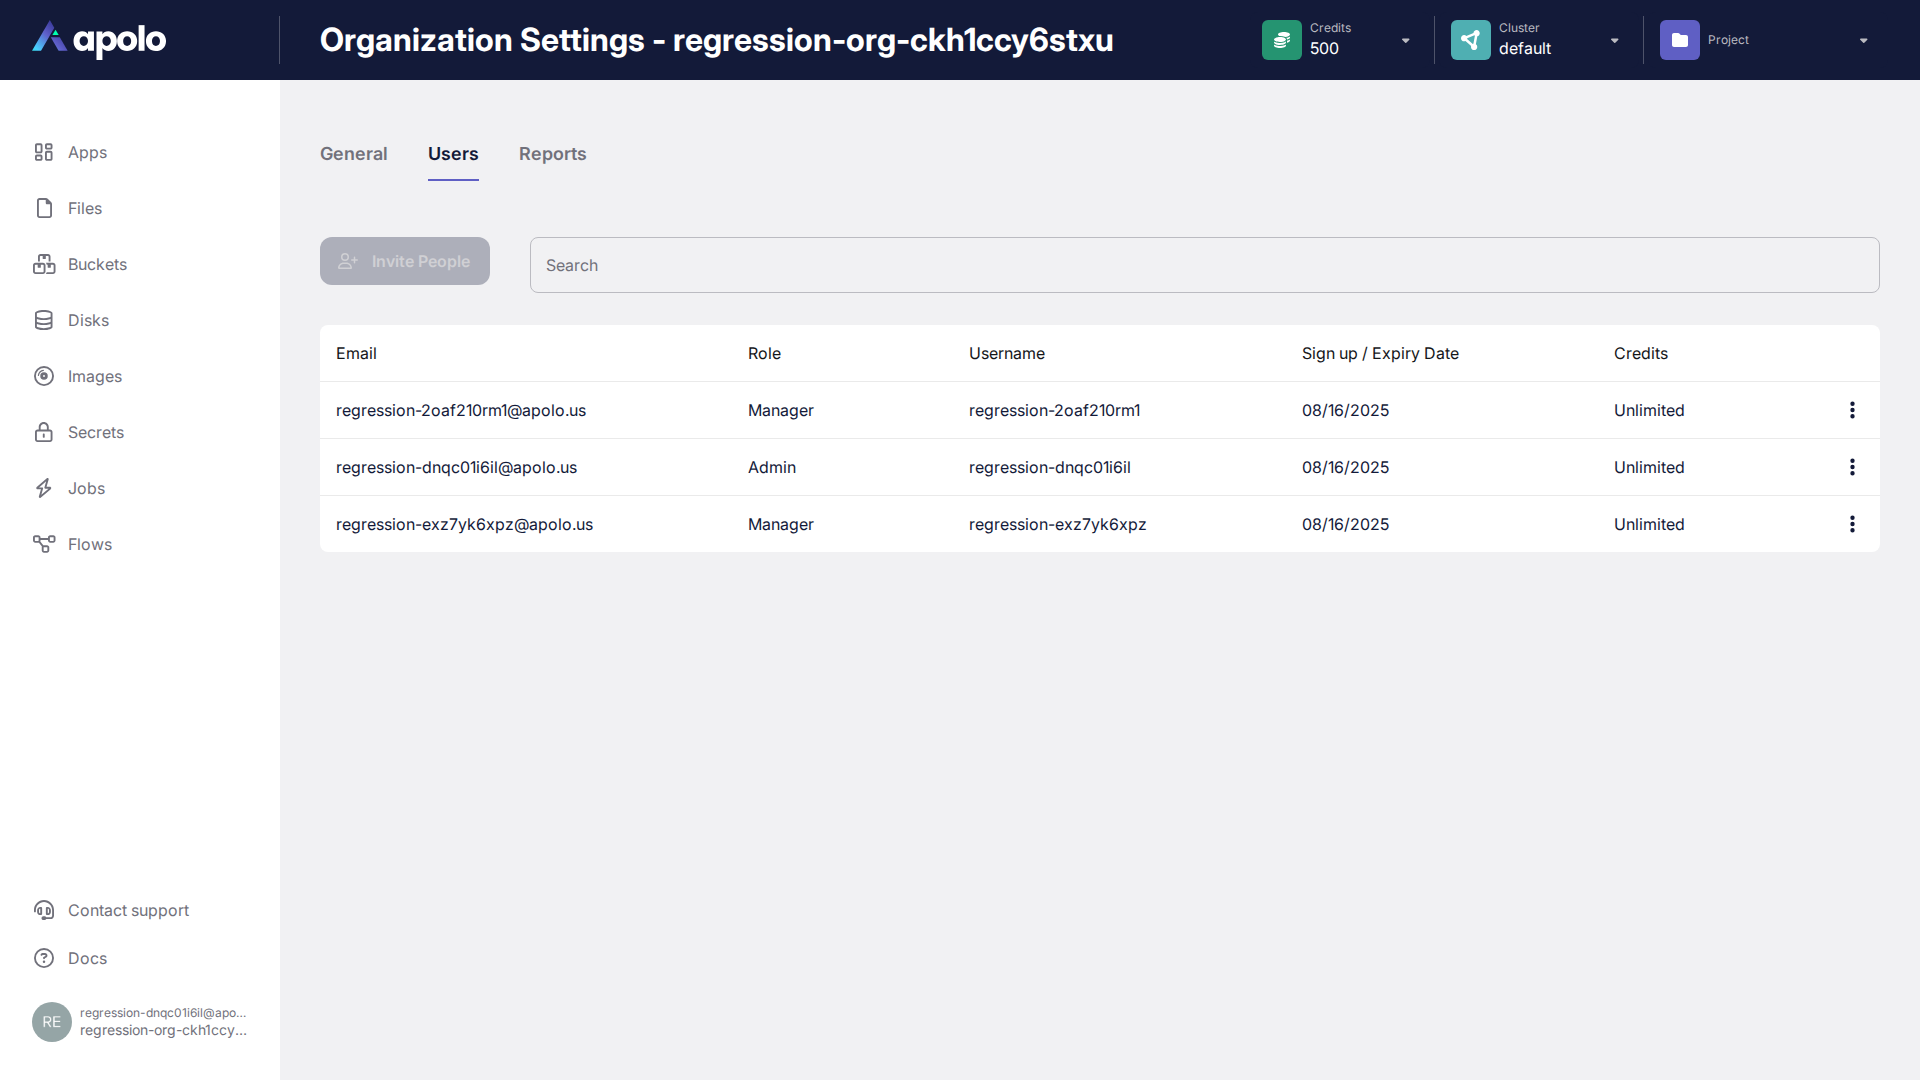 apolo
Organization Settings - regression-org-ckh1ccy6stxu
Credits
500
Cluster
default
Project
Apps
Files
Buckets
Disks
Images
Secrets
Jobs
Flows
General Users Reports
Invite People
Search
Email Role Username Sign up / Expiry Date Credits
regression-2oaf210rm1@apolo.us Manager regression-2oaf210rm1 08/16/2025 Unlimited
regression-dnqc01i6il@apolo.us Admin regression-dnqc01i6il 08/16/2025 Unlimited
regression-exz7yk6xpz@apolo.us Manager regression-exz7yk6xpz 08/16/2025 Unlimited
Contact support
Docs
RE
regression-dnqc01i6il@apo...
regression-org-ckh1ccy...